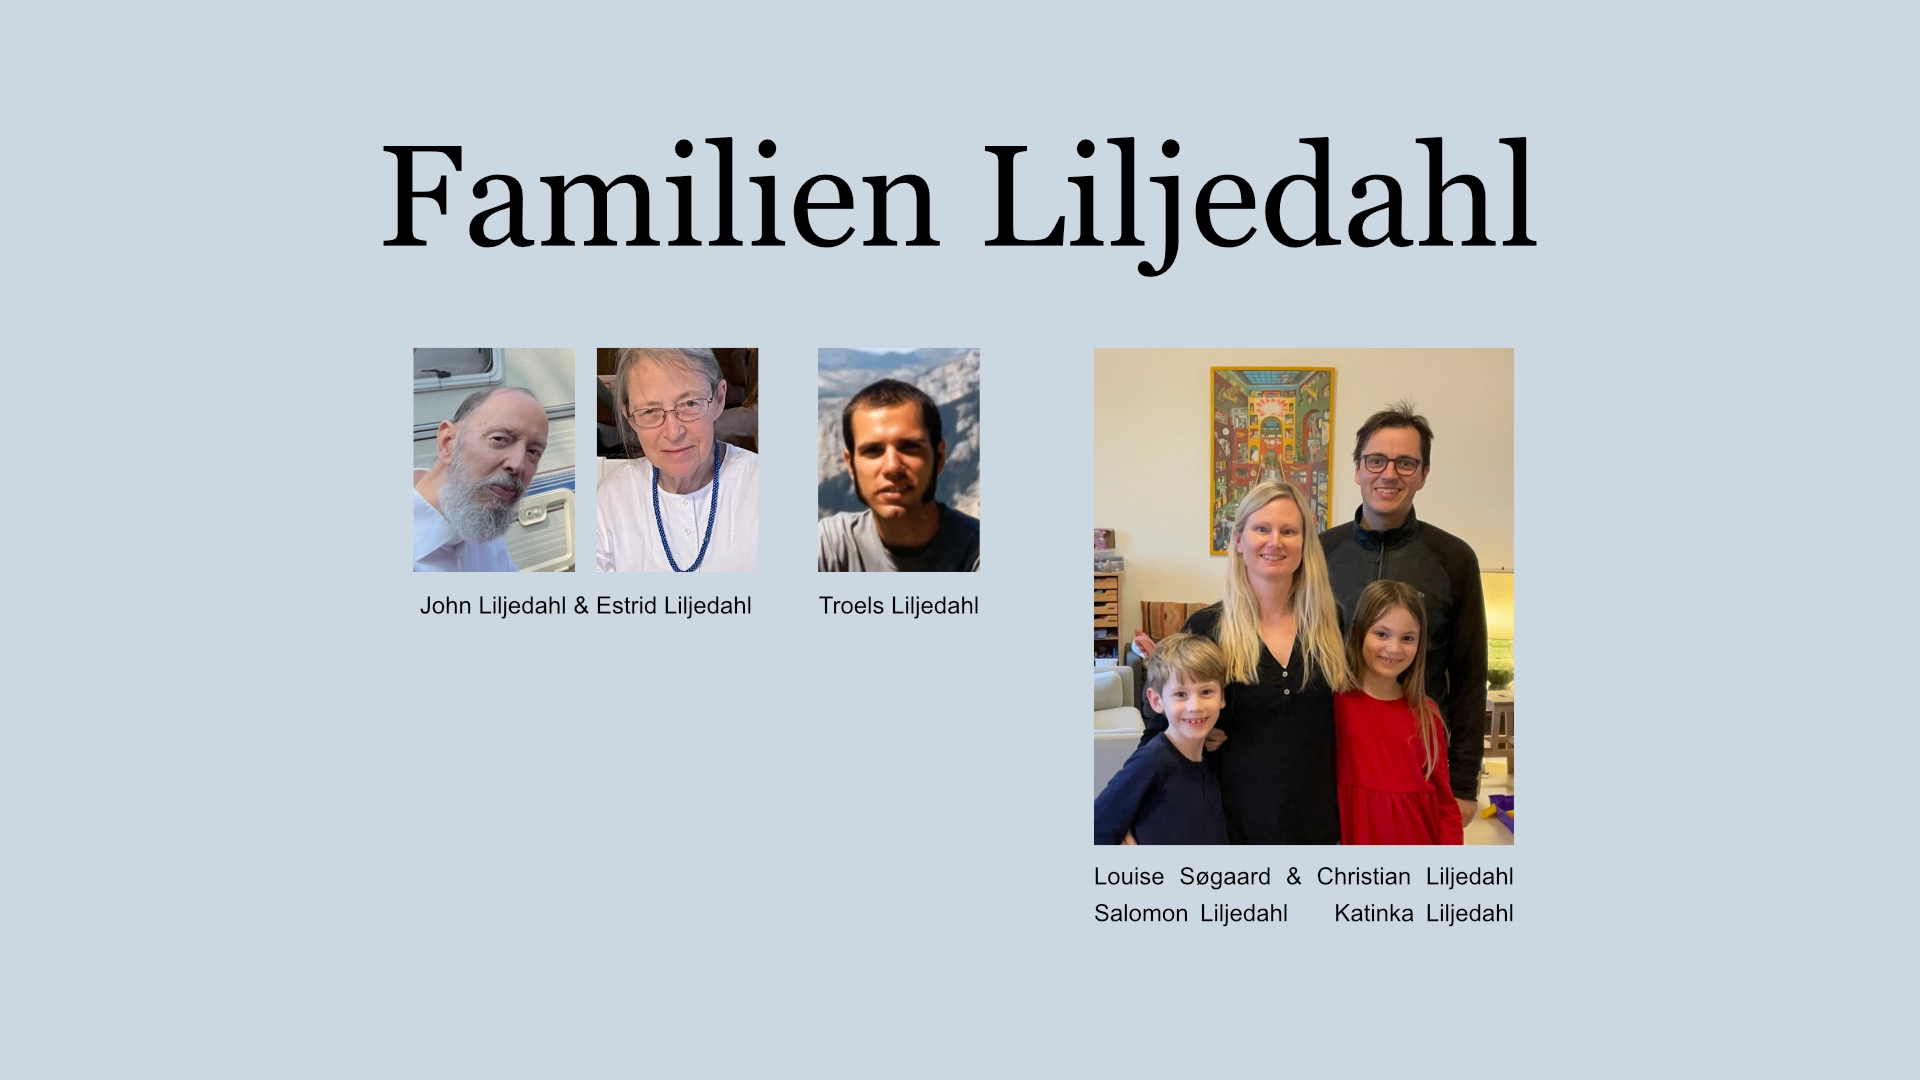 Familien Liljedahl
John Liljedahl & Estrid Liljedahl
Troels Liljedahl
Louise Søgaard & Christian Liljedahl
Salomon Liljedahl Katinka Liljedahl